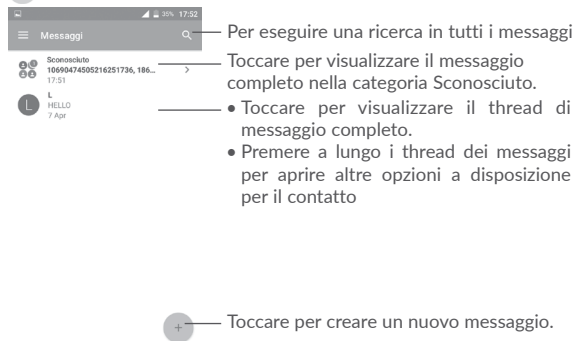 35% 17:52
Messaggi
Per eseguire una ricerca in tutti i messaggi
Sconosciuto
10690474505216251736, 186...
17:51
Toccare per visualizzare il messaggio
completo nella categoria Sconosciuto.
L
L
HELLO
7 Apr
• Toccare per visualizzare il thread di
messaggio completo.
• Premere a lungo i thread dei messaggi
per aprire altre opzioni a disposizione
per il contatto
+
Toccare per creare un nuovo messaggio.